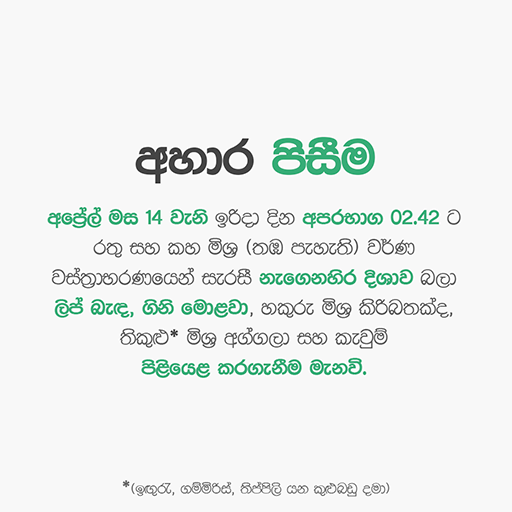 අහාර පිසීම
අප්‍රේල් මස 14 වැනි ඉරිදා දින අපරභාග 02.42 ට
රතු සහ කහ මිශ්‍ර (තඹ පැහැති) වර්ණ
වස්ත්‍රාභරණයෙන් සැරසී නැගෙනහිර දිශාව බලා
ලිප් බැඳ, ගිනි මොළවා, හකුරු මිශ්‍ර කිරිබතක්ද,
තිකුළු* මිශ්‍ර අග්ගලා සහ කැවුම්
පිළියෙළ කරගැනීම මැනවි.
*(ඉඟුරු, ගම්මිරිස්, තිප්පිලි යන කුළුබඩු දමා)